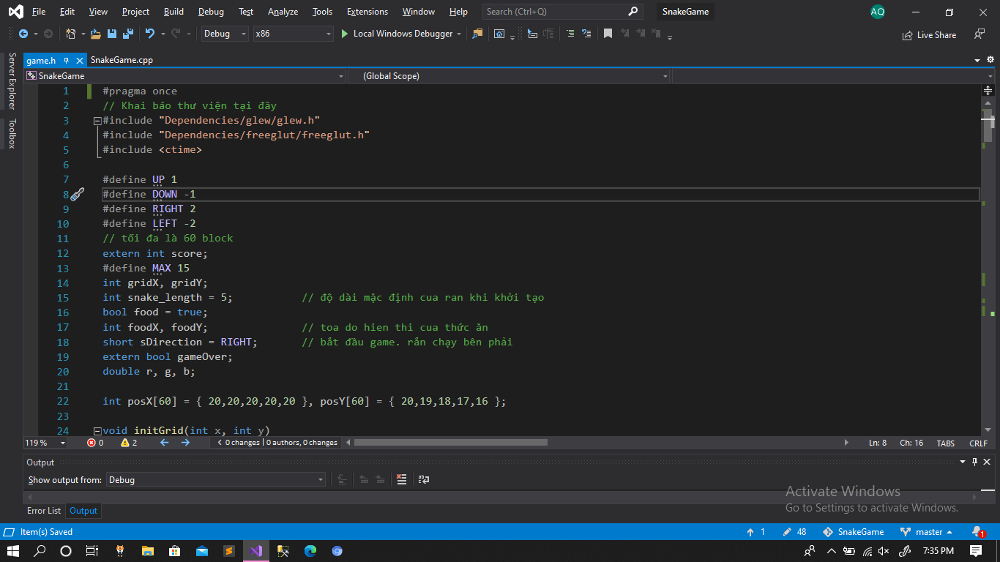 File Edit View Project Build Debug Test Analyze Tools Extensions Window Help Search (Ctrl+Q) SnakeGame AQ
Debug x86 Local Windows Debugger Live Share
Server Explorer
Toolbox
game.h SnakeGame.cpp
SnakeGame (Global Scope)
1 #pragma once
2 // Khai báo thư viện tại đây
3 #include "Dependencies/glew/glew.h"
4 #include "Dependencies/freeglut/freeglut.h"
5 #include <ctime>
6
7 #define UP 1
8 #define DOWN -1
9 #define RIGHT 2
10 #define LEFT -2
11 // tối đa là 60 block
12 extern int score;
13 #define MAX 15
14 int gridX, gridY;
15 int snake_length = 5; // độ dài mặc định cua ran khi khởi tạo
16 bool food = true;
17 int foodX, foodY; // toa do hien thi cua thức ăn
18 short sDirection = RIGHT; // bắt đầu game. rắn chạy bên phải
19 extern bool gameOver;
20 double r, g, b;
21
22 int posX[60] = { 20,20,20,20,20 }, posY[60] = { 20,19,18,17,16 };
23
24 void initGrid(int x, int y)
119 % 0 2 0 changes | 0 authors, 0 changes Ln: 8 Ch: 16 TABS CRLF
Output
Show output from: Debug
Activate Windows
Go to Settings to activate Windows.
Error List Output
Item(s) Saved 1 48 SnakeGame master 1
7:35 PM